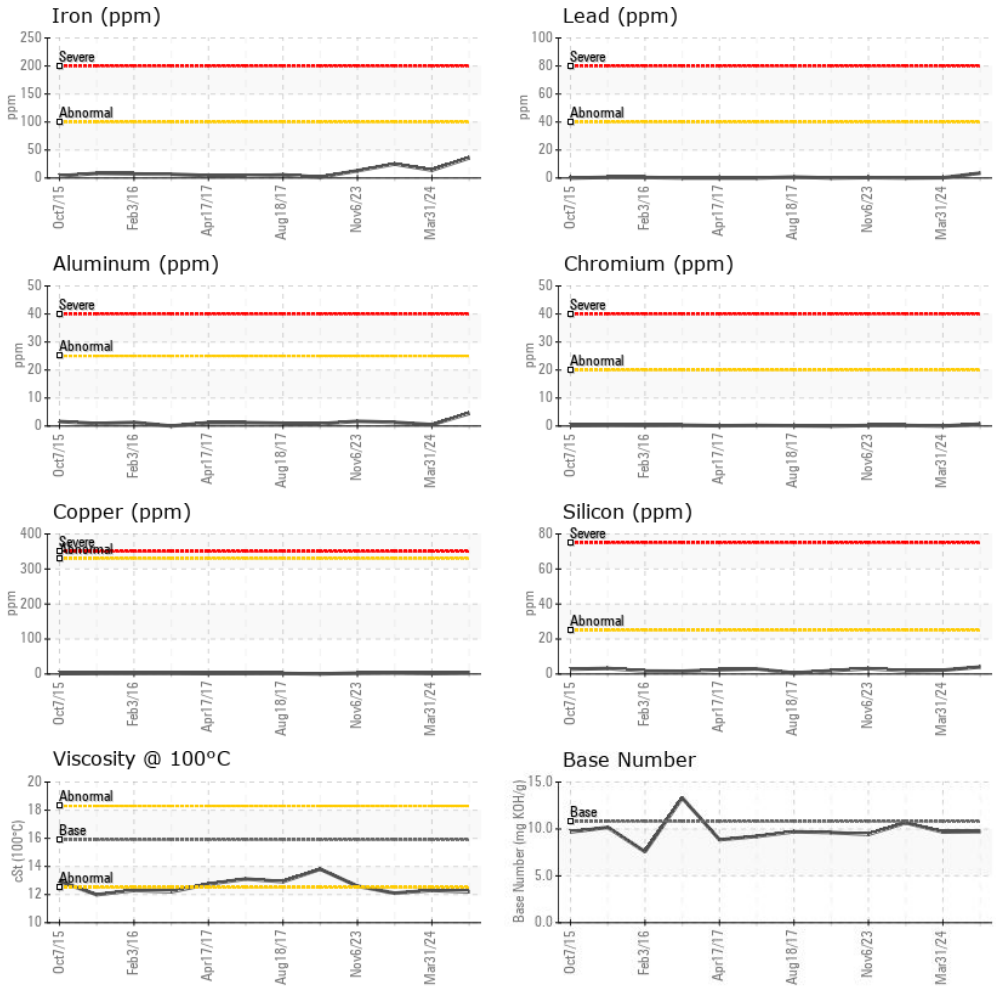 Iron (ppm)
250
200
150
100
50
0
ppm
Severe
Abnormal
Oct7/15
Feb3/16
Apr17/17
Aug18/17
Nov6/23
Mar31/24
Lead (ppm)
100
80
60
40
20
0
ppm
Severe
Abnormal
Oct7/15
Feb3/16
Apr17/17
Aug18/17
Nov6/23
Mar31/24
Aluminum (ppm)
50
40
30
20
10
0
ppm
Severe
Abnormal
Oct7/15
Feb3/16
Apr17/17
Aug18/17
Nov6/23
Mar31/24
Chromium (ppm)
50
40
30
20
10
0
ppm
Severe
Abnormal
Oct7/15
Feb3/16
Apr17/17
Aug18/17
Nov6/23
Mar31/24
Copper (ppm)
400
300
200
100
0
ppm
Severe
Abnormal
Oct7/15
Feb3/16
Apr17/17
Aug18/17
Nov6/23
Mar31/24
Silicon (ppm)
80
60
40
20
0
ppm
Severe
Abnormal
Oct7/15
Feb3/16
Apr17/17
Aug18/17
Nov6/23
Mar31/24
Viscosity @ 100°C
20
18
16
14
12
10
cSt (100°C)
Abnormal
Base
Abnormal
Oct7/15
Feb3/16
Apr17/17
Aug18/17
Nov6/23
Mar31/24
Base Number
15.0
10.0
5.0
0.0
Base Number (mg KOH/g)
Base
Oct7/15
Feb3/16
Apr17/17
Aug18/17
Nov6/23
Mar31/24